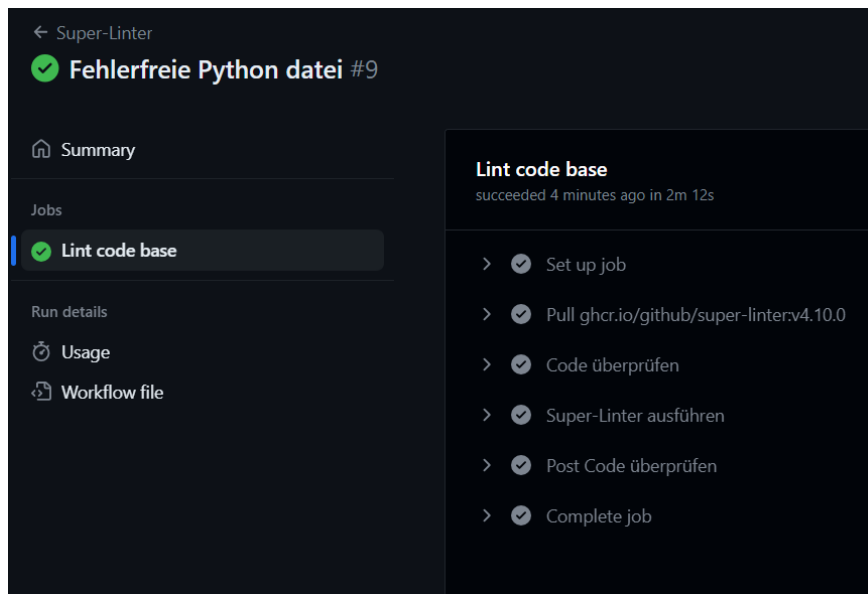 Super-Linter
Fehlerfreie Python datei #9
Summary
Jobs
Lint code base
Run details
Usage
Workflow file
Lint code base
succeeded 4 minutes ago in 2m 12s
Set up job
Pull ghcr.io/github/super-linter:v4.10.0
Code überprüfen
Super-Linter ausführen
Post Code überprüfen
Complete job